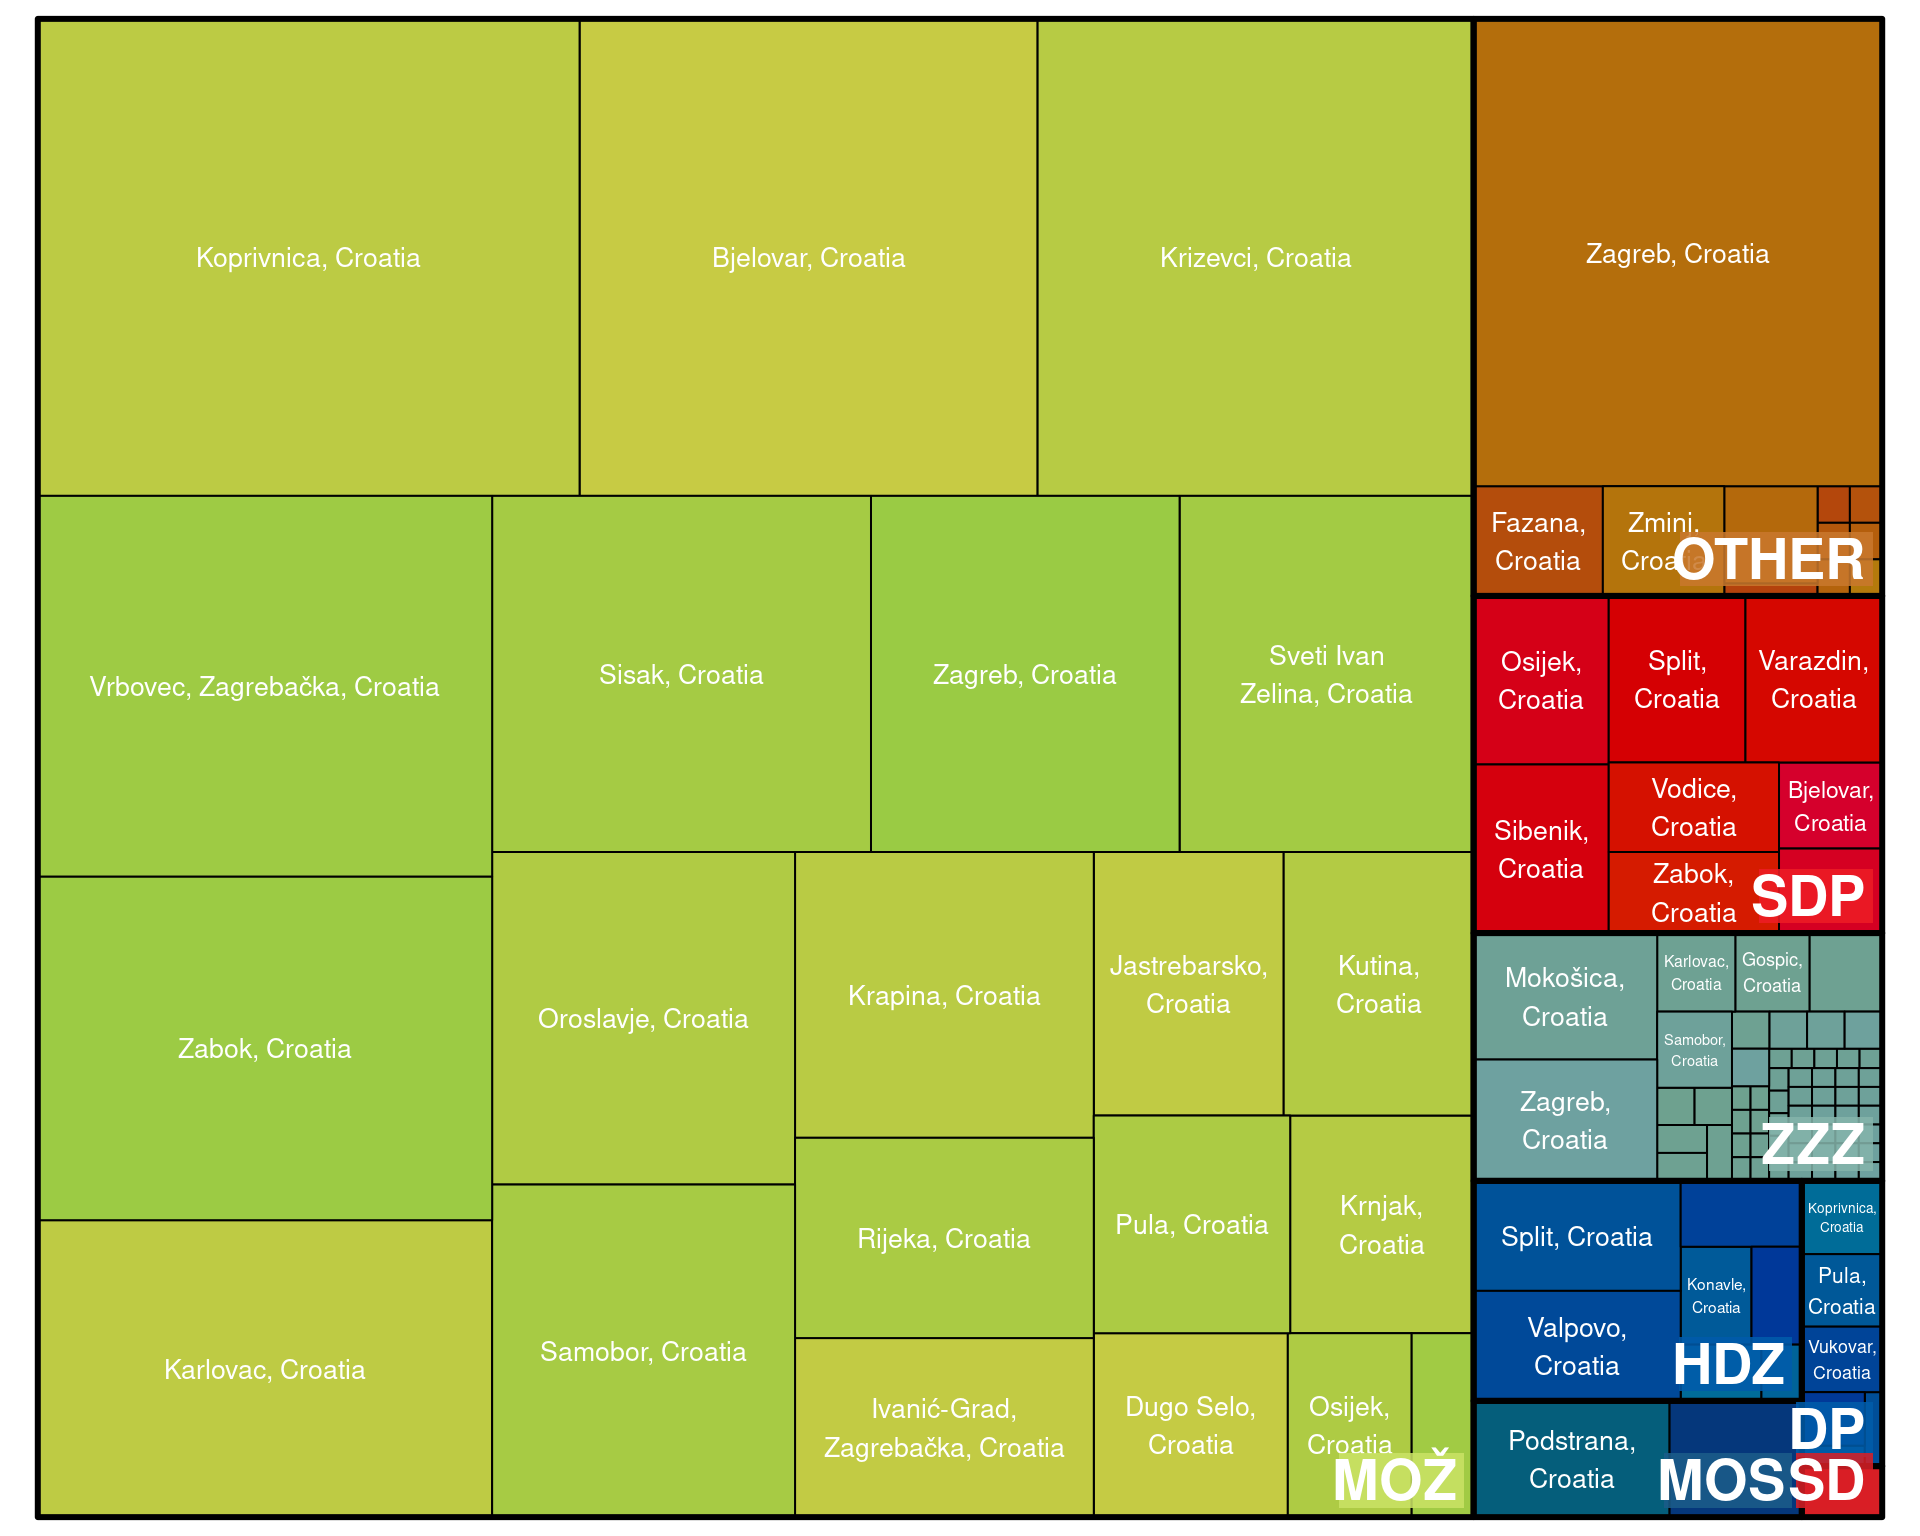 Koprivnica, Croatia
Bjelovar, Croatia
Krizevci, Croatia
Vrbovec, Zagrebačka, Croatia
Sisak, Croatia
Zagreb, Croatia
Sveti Ivan
Zelina, Croatia
Zabok, Croatia
Karlovac, Croatia
Oroslavje, Croatia
Samobor, Croatia
Krapina, Croatia
Rijeka, Croatia
Ivanić-Grad,
Zagrebačka, Croatia
Jastrebarsko,
Croatia
Kutina,
Croatia
Pula, Croatia
Krnjak,
Croatia
Dugo Selo,
Croatia
Osijek,
Croatia
MOŽ
Zagreb, Croatia
Fazana,
Croatia
Zmini,
Croatia
OTHER
Osijek,
Croatia
Split,
Croatia
Varazdin,
Croatia
Sibenik,
Croatia
Vodice,
Croatia
Bjelovar,
Croatia
Zabok,
Croatia
SDP
Mokošica,
Croatia
Zagreb,
Croatia
Karlovac,
Croatia
Gospic,
Croatia
Samobor,
Croatia
ZZZ
Split, Croatia
Valpovo,
Croatia
Konavle,
Croatia
HDZ
Koprivnica,
Croatia
Pula,
Croatia
Vukovar,
Croatia
DP
Podstrana,
Croatia
MOS
SD